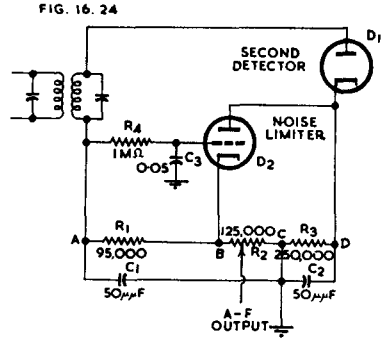 FIG. 16. 24
D1
SECOND
DETECTOR
NOISE
LIMITER
R4
1MΩ
0·05
C3
D2
A
R1
95,000
B
125,000
R2
C
R3
250,000
D
C1
50μμF
C2
50μμF
A-F
OUTPUT